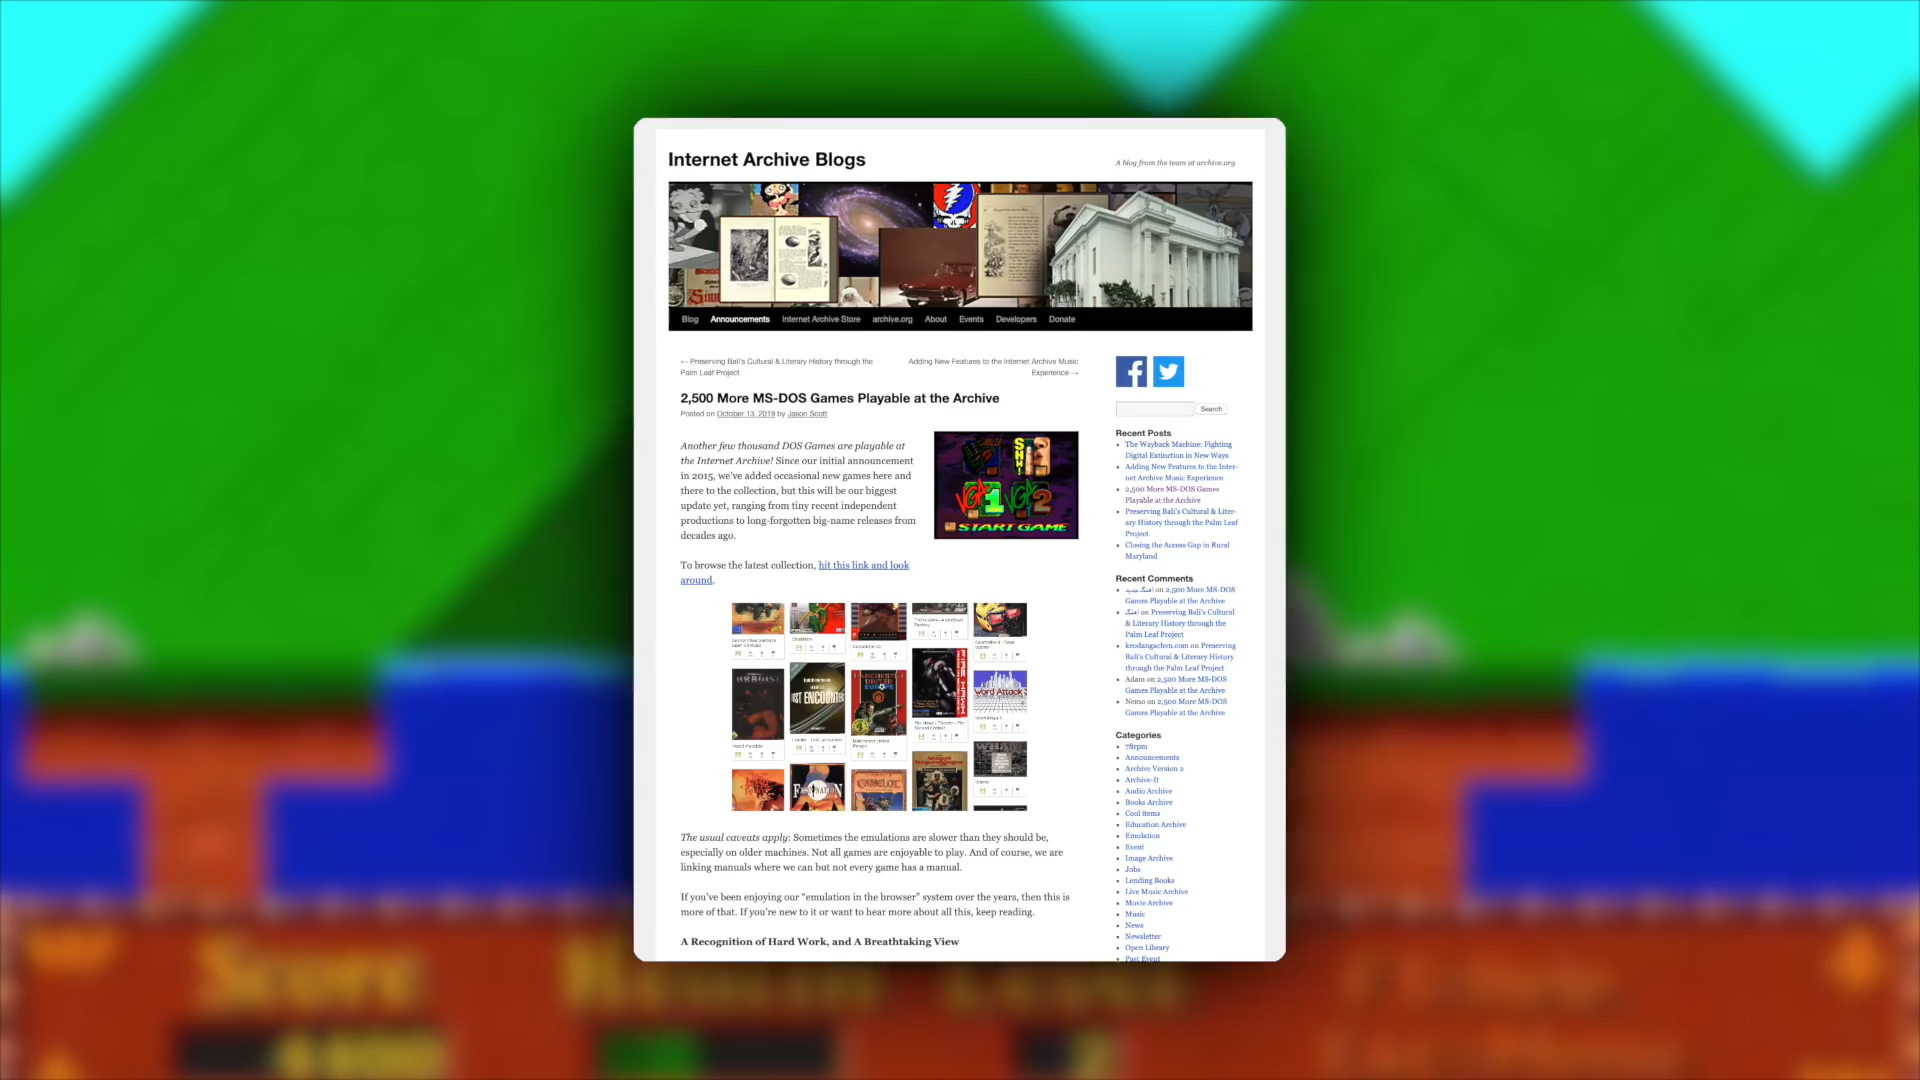 Internet Archive Blogs
A blog from the team at archive.org
Blog Announcements Internet Archive Store archive.org About Events Developers Donate
← Preserving Bali's Cultural & Literary History through the
Palm Leaf Project
Adding New Features to the Internet Archive Music
Experience →
2,500 More MS-DOS Games Playable at the Archive
Posted on October 13, 2019 by Jason Scott
Another few thousand DOS Games are playable at
the Internet Archive! Since our initial announcement
in 2015, we've added occasional new games here and
there to the collection, but this will be our biggest
update yet, ranging from tiny recent independent
productions to long-forgotten big-name releases from
decades ago.
SHH!
VGA 1 VGA 2
START GAME
To browse the latest collection, hit this link and look
around.
MANCHESTER
UNITED
EUROPE
Word Attack
CAMELOT
The usual caveats apply: Sometimes the emulations are slower than they should be,
especially on older machines. Not all games are enjoyable to play. And of course, we are
linking manuals where we can but not every game has a manual.
If you've been enjoying our “emulation in the browser” system over the years, then this is
more of that. If you're new to it or want to hear more about all this, keep reading.
A Recognition of Hard Work, and A Breathtaking View
Search
Recent Posts
The Wayback Machine: Fighting
Digital Extinction in New Ways
Adding New Features to the Inter-
net Archive Music Experience
2,500 More MS-DOS Games
Playable at the Archive
Preserving Bali's Cultural & Liter-
ary History through the Palm Leaf
Project
Closing the Access Gap in Rural
Maryland
Recent Comments
اهنگ جدید on 2,500 More MS-DOS
Games Playable at the Archive
اهنگ on Preserving Bali's Cultural
& Literary History through the
Palm Leaf Project
keodangachvn.com on Preserving
Bali's Cultural & Literary History
through the Palm Leaf Project
Adam on 2,500 More MS-DOS
Games Playable at the Archive
Nemo on 2,500 More MS-DOS
Games Playable at the Archive
Categories
78rpm
Announcements
Archive Version 2
Archive-It
Audio Archive
Books Archive
Cool items
Education Archive
Emulation
Event
Image Archive
Jobs
Lending Books
Live Music Archive
Movie Archive
Music
News
Newsletter
Open Library
Past Event
Score
Level
4400
2